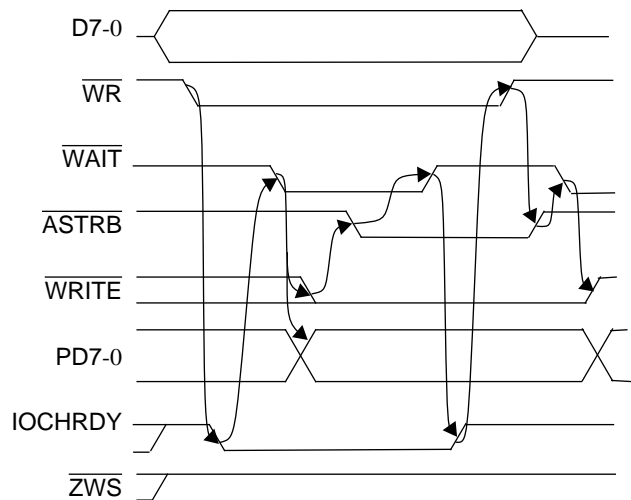 D7-0
WR
WAIT
ASTRB
WRITE
PD7-0
IOCHRDY
ZWS